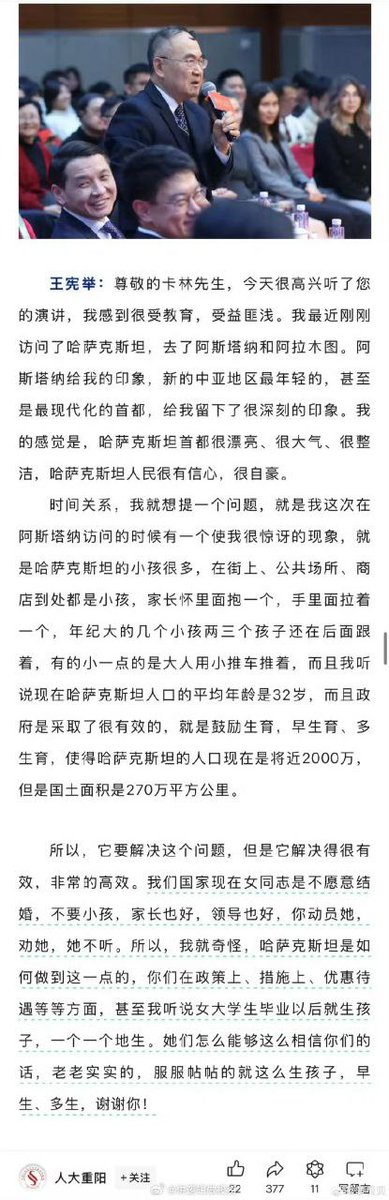 王宪举：尊敬的卡林先生，今天很高兴听了您
的演讲，我感到很受教育，受益匪浅。我最近刚刚
访问了哈萨克斯坦，去了阿斯塔纳和阿拉木图。阿
斯塔纳给我的印象，新的中亚地区最年轻的，甚至
是最现代化的首都，给我留下了很深刻的印象。我
的感觉是，哈萨克斯坦首都很漂亮、很大气、很整
洁，哈萨克斯坦人民很有信心，很自豪。
时间关系，我就想提一个问题，就是我这次在
阿斯塔纳访问的时候有一个使我很惊讶的现象，就
是哈萨克斯坦的小孩很多，在街上、公共场所、商
店到处都是小孩，家长怀里面抱一个，手里面拉着
一个，年纪大的几个小孩两三个孩子还在后面跟
着，有的小一点的是大人用小推车推着，而且我听
说现在哈萨克斯坦人口的平均年龄是32岁，而且政
府是采取了很有效的，就是鼓励生育，早生育、多
生育，使得哈萨克斯坦的人口现在是将近2000万，
但是国土面积是270万平方公里。
所以，它要解决这个问题，但是它解决得很有
效，非常的高效。我们国家现在女同志是不愿意结
婚，不要小孩，家长也好，领导也好，你动员她，
劝她，她不听。所以，我就奇怪，哈萨克斯坦是如
何做到这一点的，你们在政策上、措施上、优惠待
遇等等方面，甚至我听说女大学生毕业以后就生孩
子，一个一个地生。她们怎么能够这么相信你们的
话，老老实实的，服服帖帖的就这么生孩子，早
生、多生，谢谢你！
人大重阳 +关注 22 377 11 写留言